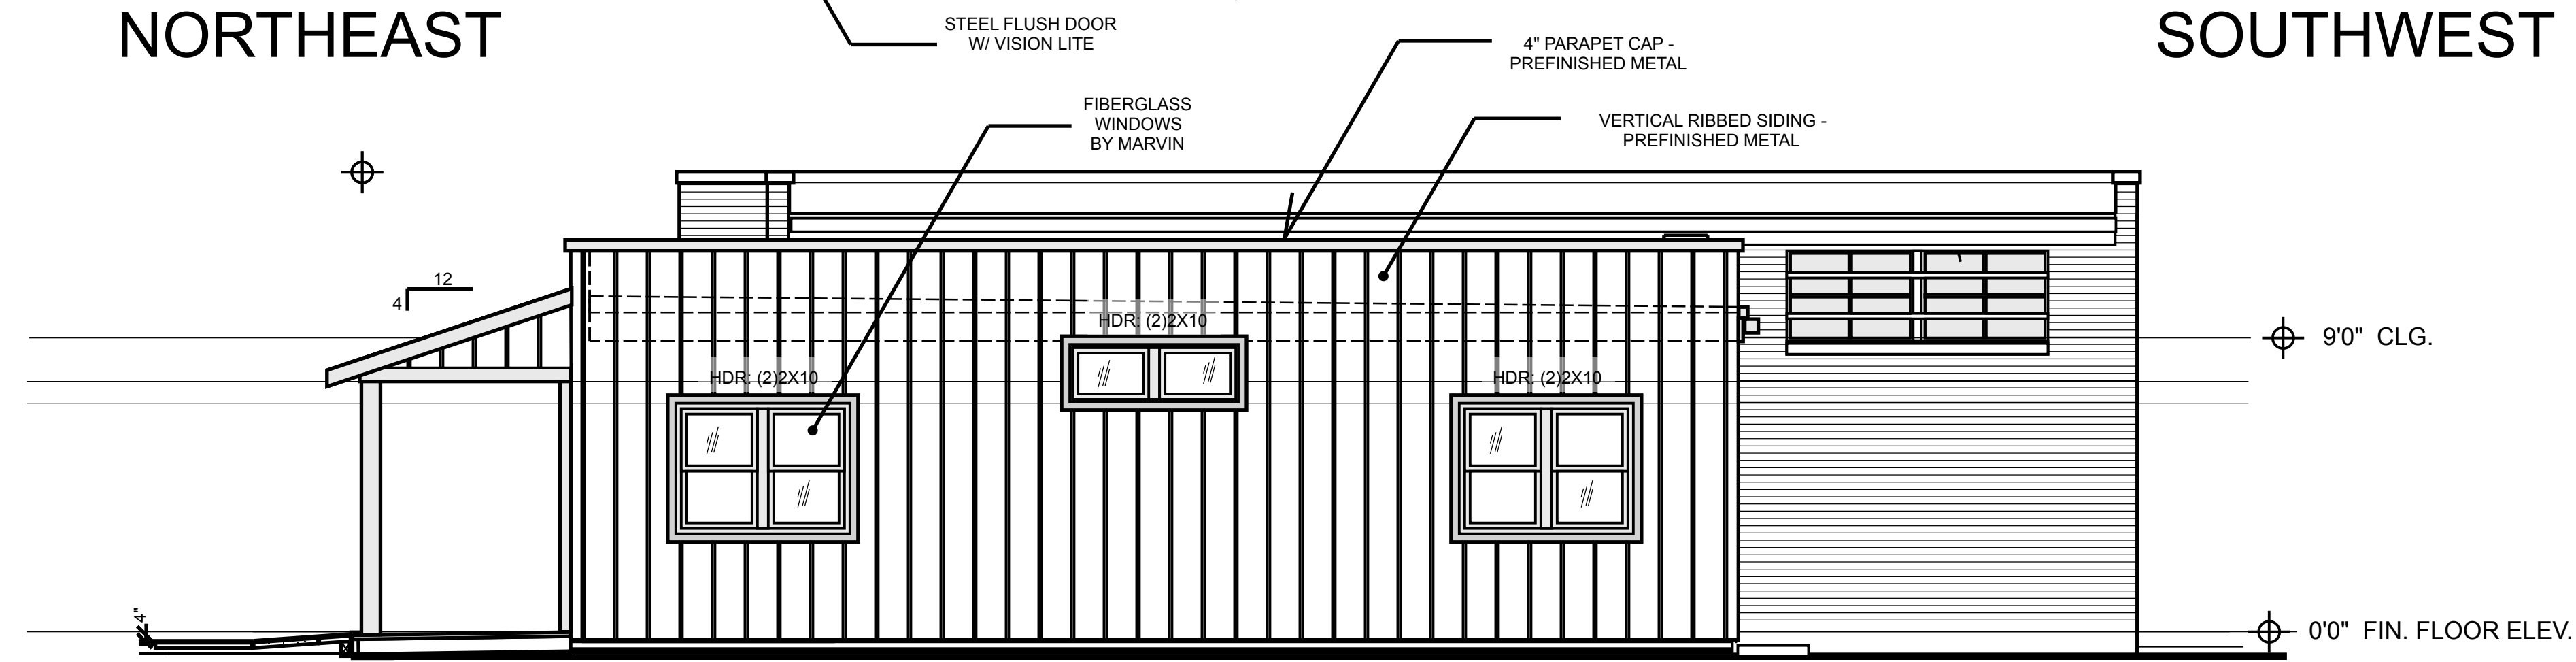 NORTHEAST
SOUTHWEST
STEEL FLUSH DOOR
W/ VISION LITE
4" PARAPET CAP -
PREFINISHED METAL
FIBERGLASS
WINDOWS
BY MARVIN
VERTICAL RIBBED SIDING -
PREFINISHED METAL
12
4
HDR: (2)2X10
9'0" CLG.
HDR: (2)2X10
HDR: (2)2X10
4"
0'0" FIN. FLOOR ELEV.